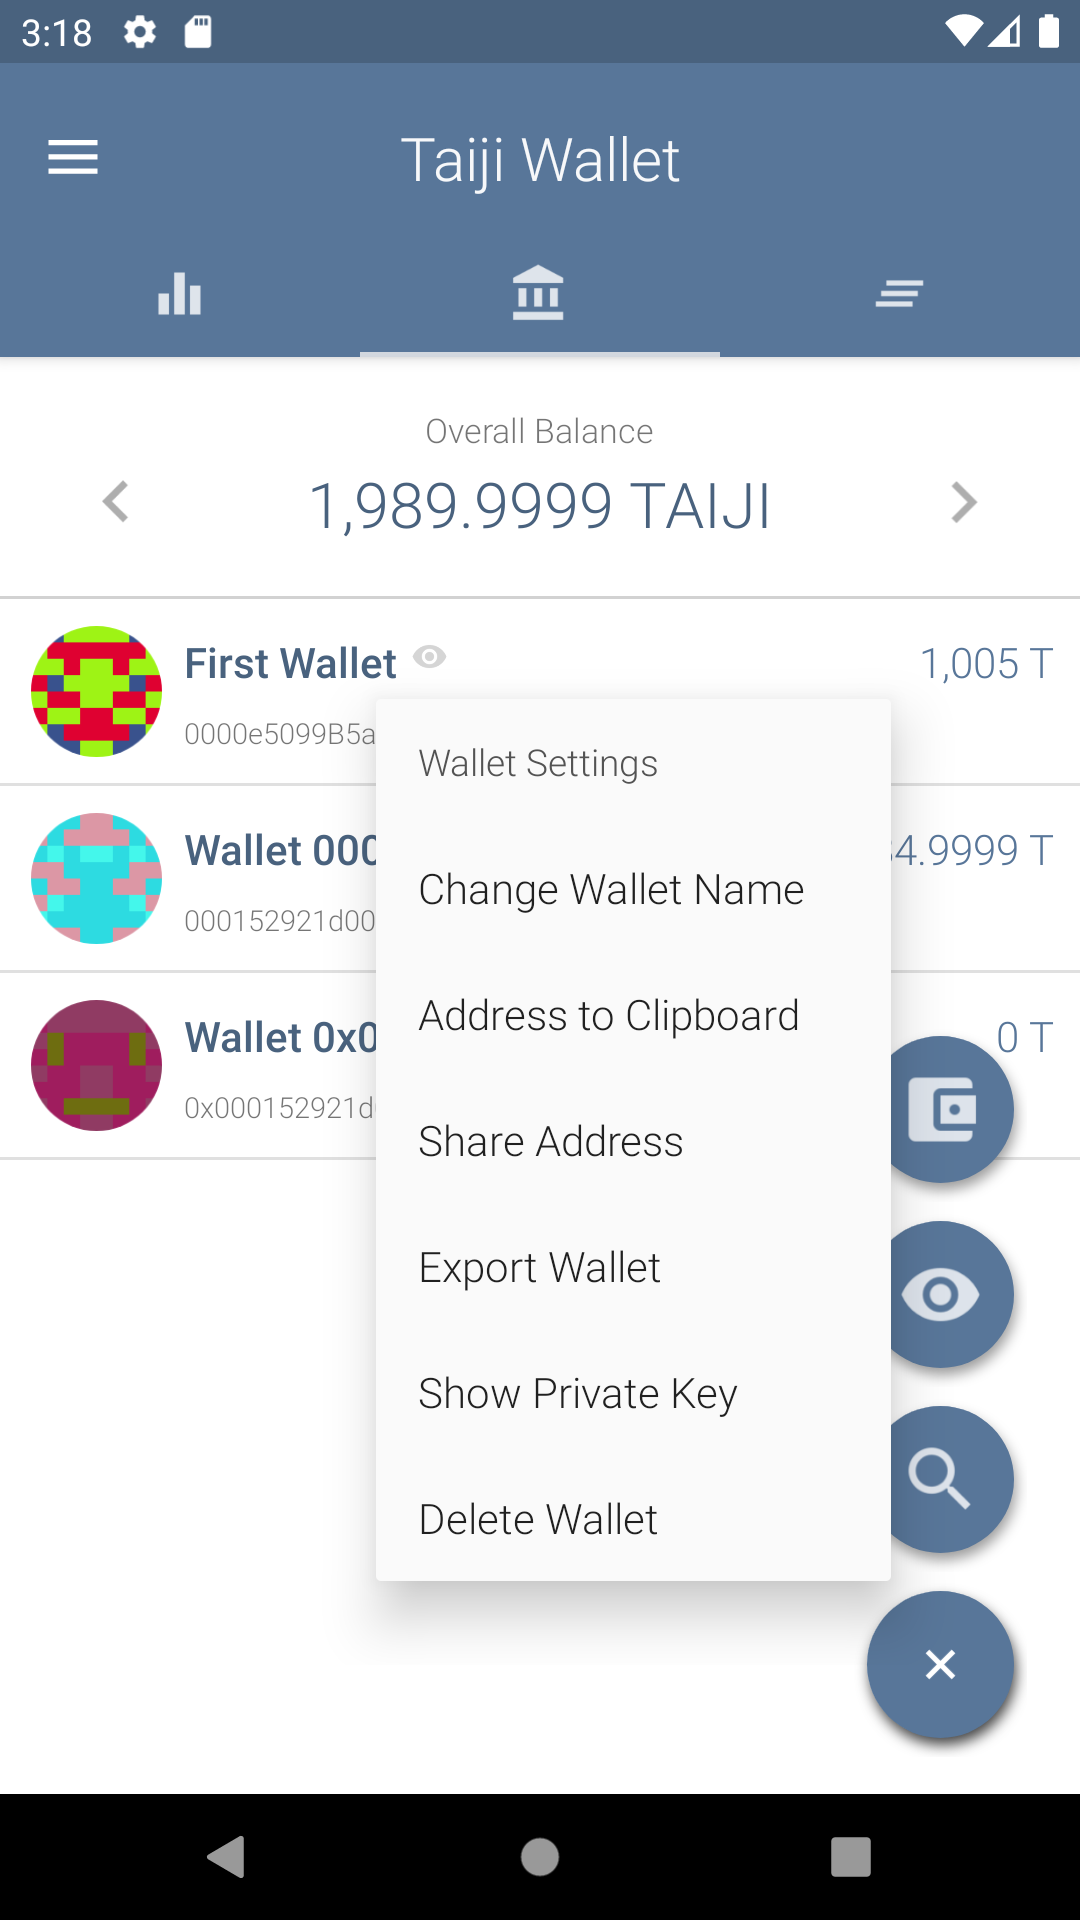 3:18
Taiji Wallet
Overall Balance
1,989.9999 TAIJI
First Wallet
1,005 T
0000e5099B5a
Wallet Settings
Wallet 000
4.9999 T
Change Wallet Name
000152921d00
Address to Clipboard
Wallet 0x0
0 T
0x000152921d
Share Address
Export Wallet
Show Private Key
Delete Wallet